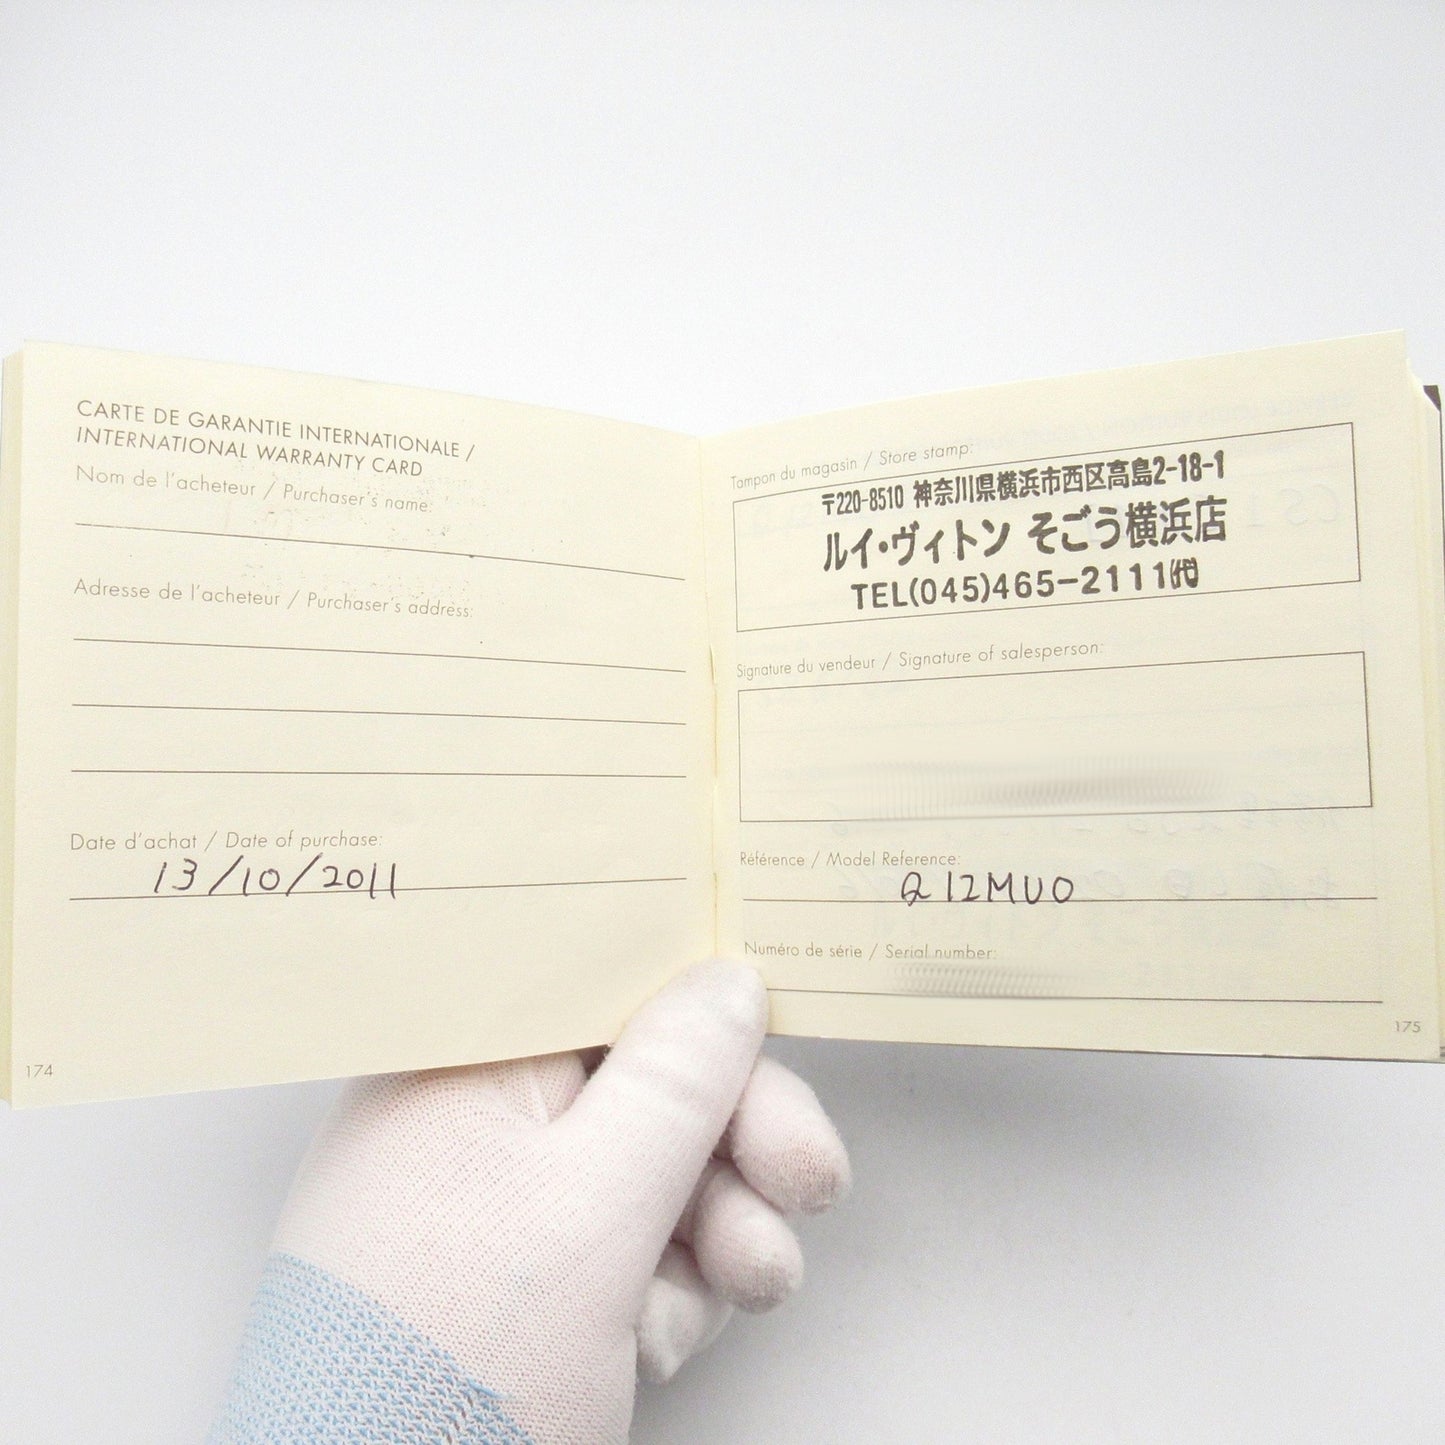 CARTE DE GARANTIE INTERNATIONALE /
INTERNATIONAL WARRANTY CARD
Nom de l'acheteur / Purchaser's name:
Adresse de l'acheteur / Purchaser's address:
Date d'achat / Date of purchase:
13/10/2011
174
Tampon du magasin / Store stamp:
〒220-8510 神奈川県横浜市西区高島2-18-1
ルイ・ヴィトン そごう横浜店
TEL(045)465-2111㈹
Signature du vendeur / Signature of salesperson:
Référence / Model Reference:
Q12MU0
Numéro de série / Serial number:
175